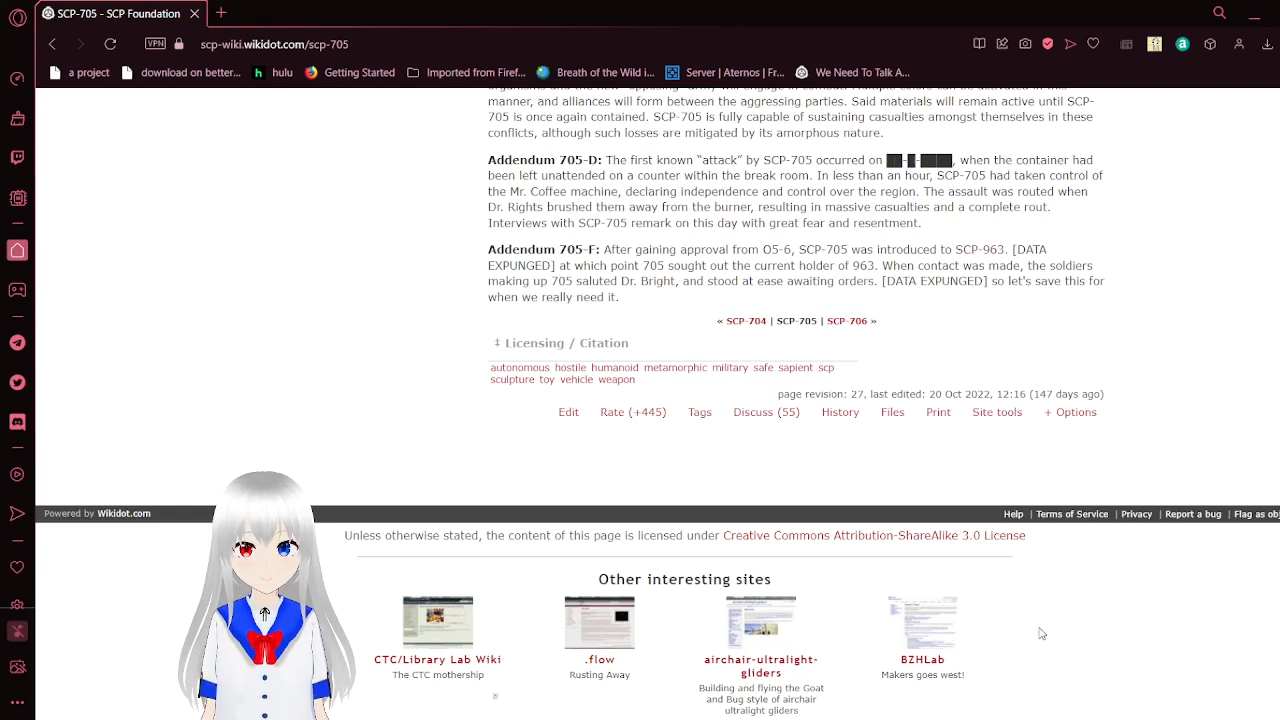 SCP-705 - SCP Foundation
VPN scp-wiki.wikidot.com/scp-705
a project download on better... hulu Getting Started Imported from Firef... Breath of the Wild i... Server | Aternos | Fr... We Need To Talk A...
manner, and alliances will form between the aggressing parties. Said materials will remain active until SCP-
705 is once again contained. SCP-705 is fully capable of sustaining casualties amongst themselves in these
conflicts, although such losses are mitigated by its amorphous nature.
Addendum 705-D: The first known “attack” by SCP-705 occurred on ██-█-████, when the container had
been left unattended on a counter within the break room. In less than an hour, SCP-705 had taken control of
the Mr. Coffee machine, declaring independence and control over the region. The assault was routed when
Dr. Rights brushed them away from the burner, resulting in massive casualties and a complete rout.
Interviews with SCP-705 remark on this day with great fear and resentment.
Addendum 705-F: After gaining approval from O5-6, SCP-705 was introduced to SCP-963. [DATA
EXPUNGED] at which point 705 sought out the current holder of 963. When contact was made, the soldiers
making up 705 saluted Dr. Bright, and stood at ease awaiting orders. [DATA EXPUNGED] so let's save this for
when we really need it.
« SCP-704 | SCP-705 | SCP-706 »
‡ Licensing / Citation
autonomous hostile humanoid metamorphic military safe sapient scp
sculpture toy vehicle weapon
page revision: 27, last edited: 20 Oct 2022, 12:16 (147 days ago)
Edit Rate (+445) Tags Discuss (55) History Files Print Site tools + Options
Powered by Wikidot.com
Help | Terms of Service | Privacy | Report a bug | Flag as obj
Unless otherwise stated, the content of this page is licensed under Creative Commons Attribution-ShareAlike 3.0 License
Other interesting sites
CTC/Library Lab Wiki
The CTC mothership
.flow
Rusting Away
airchair-ultralight-
gliders
Building and flying the Goat
and Bug style of airchair
ultralight gliders
BZHLab
Makers goes west!